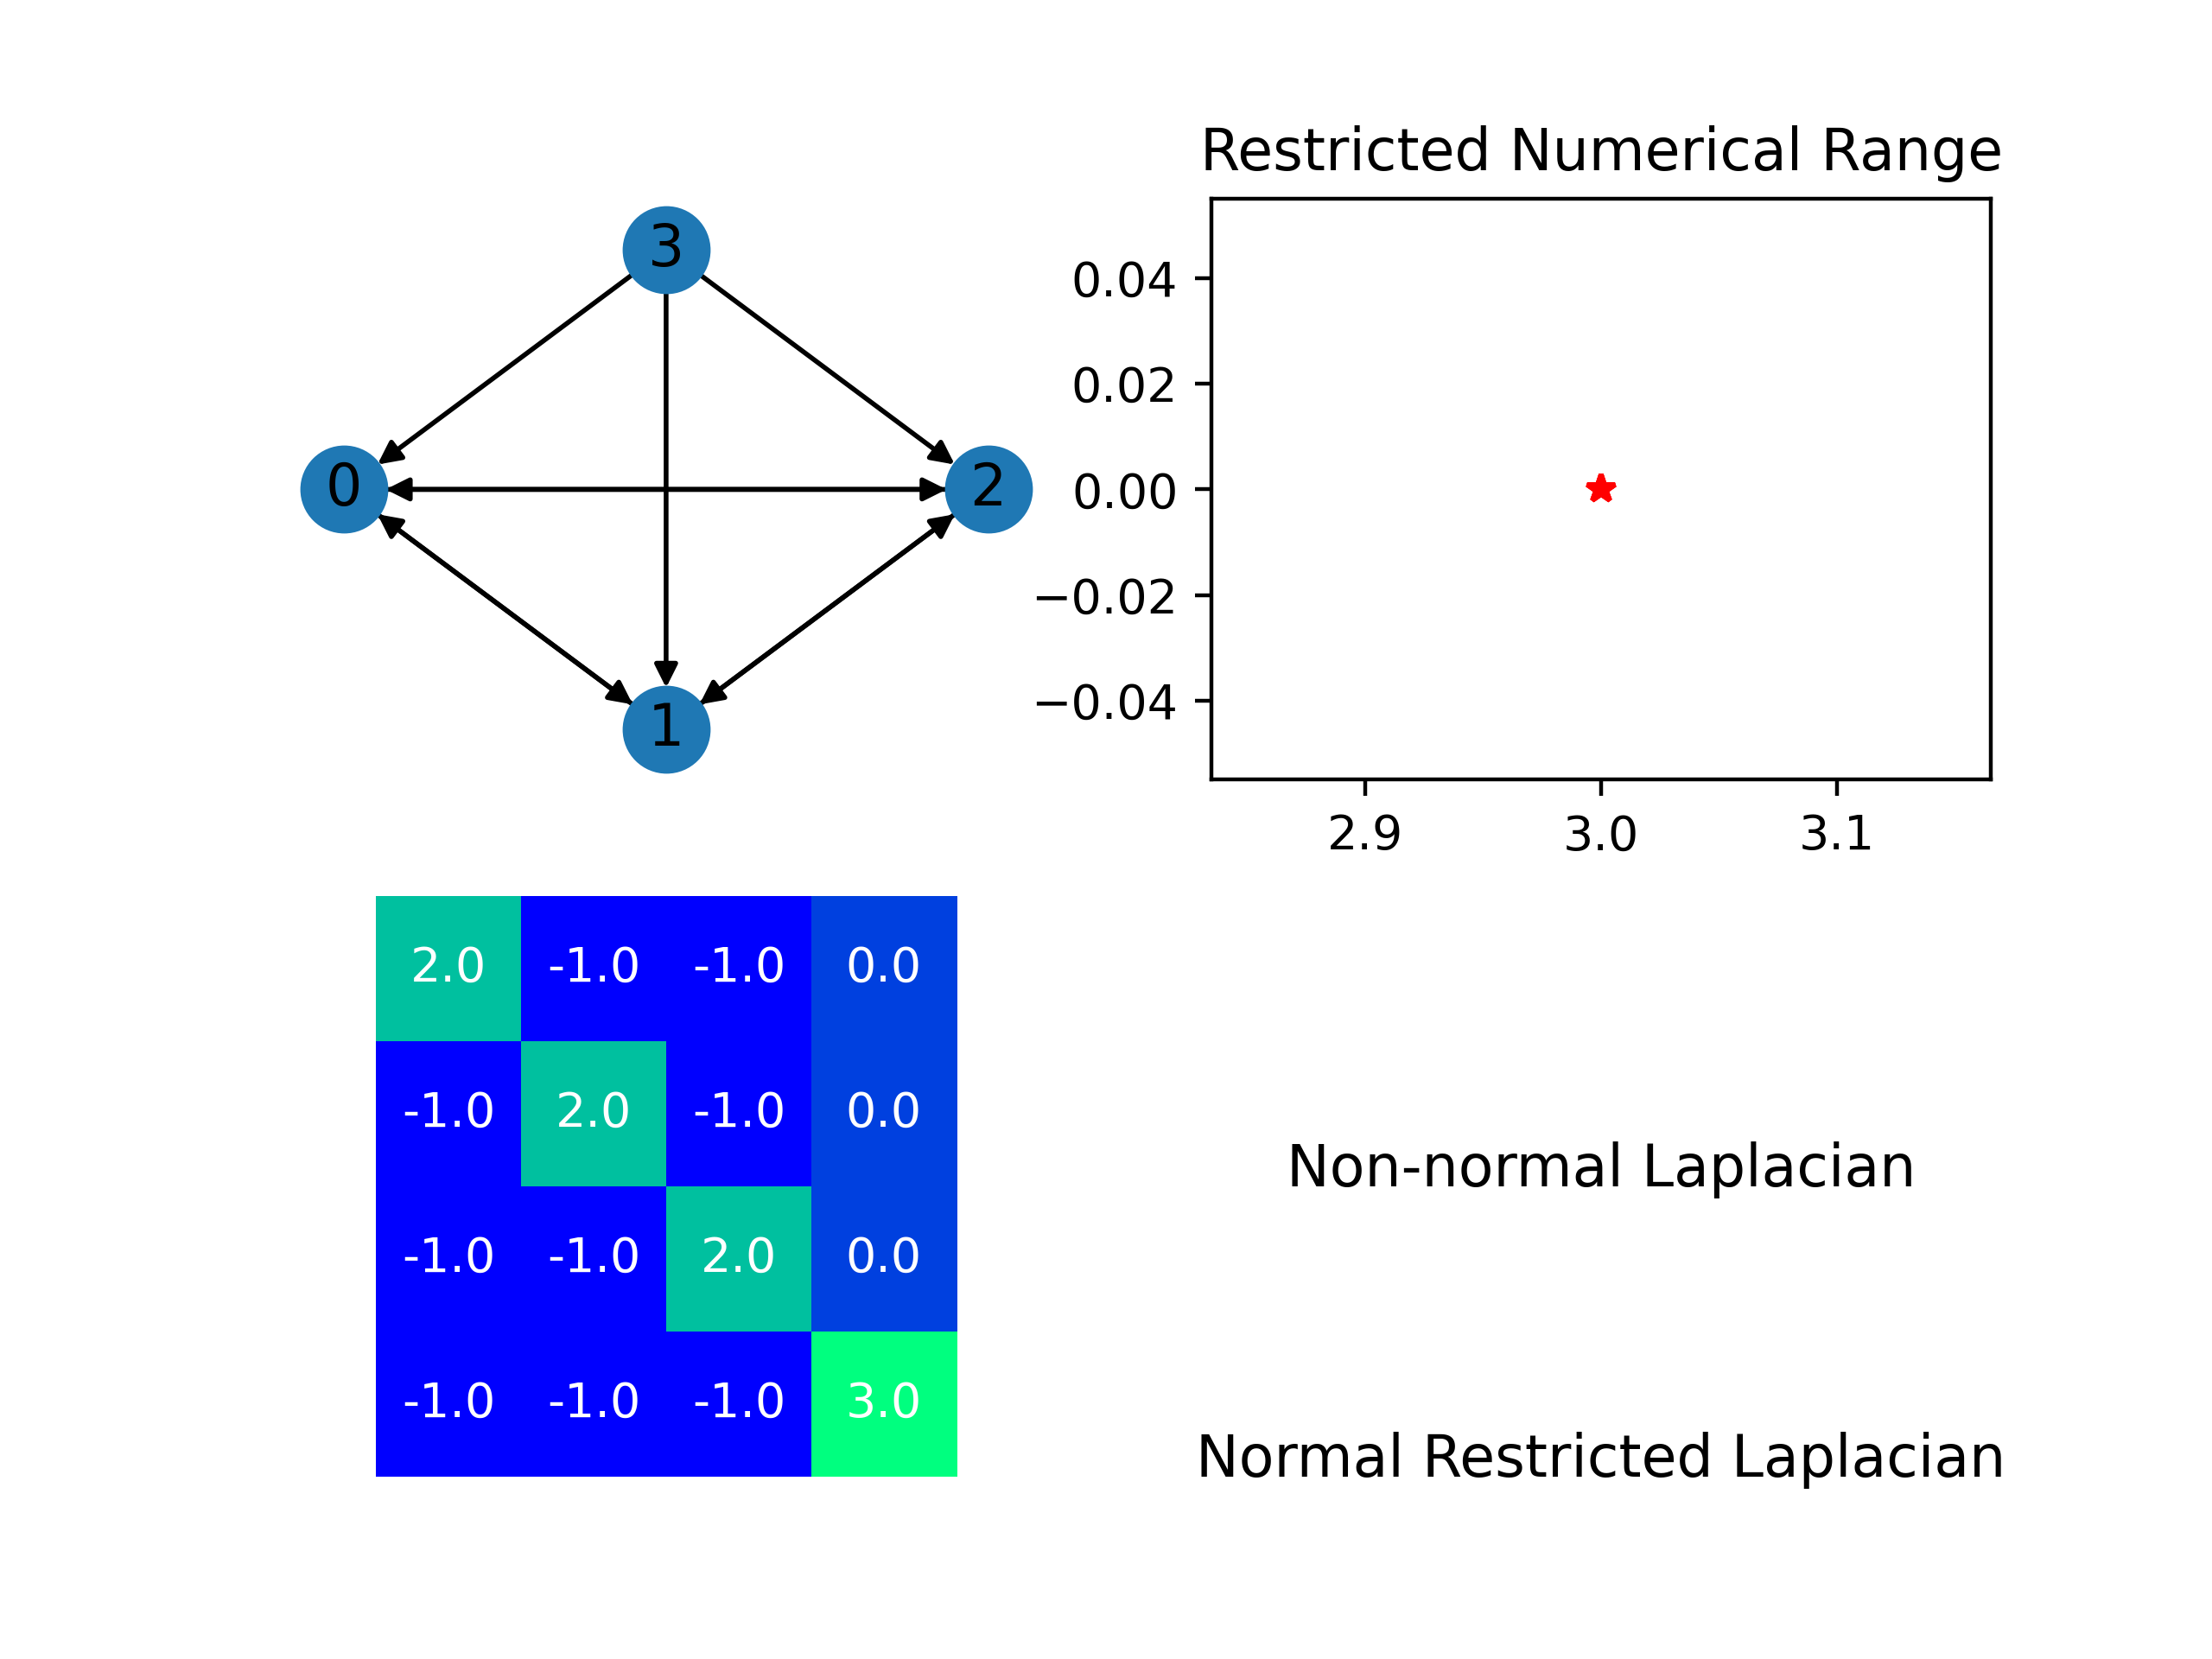 3
0
2
1
Restricted Numerical Range
0.04
0.02
0.00
−0.02
−0.04
2.9 3.0 3.1
2.0 -1.0 -1.0 0.0
-1.0 2.0 -1.0 0.0
-1.0 -1.0 2.0 0.0
-1.0 -1.0 -1.0 3.0
Non-normal Laplacian
Normal Restricted Laplacian